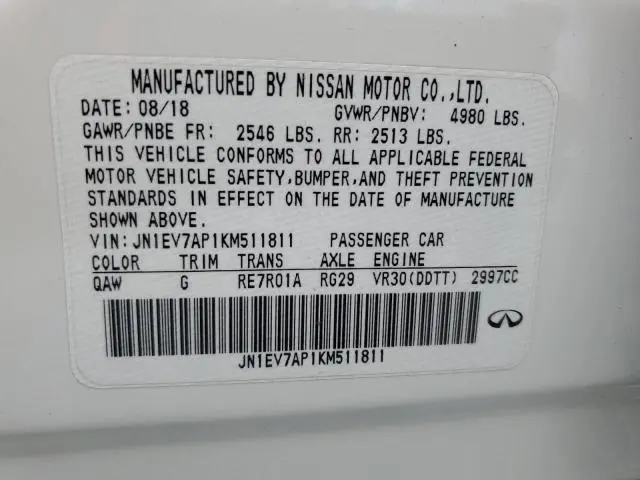 MANUFACTURED BY NISSAN MOTOR CO.,LTD.
DATE: 08/18 GVWR/PNBV: 4980 LBS.
GAWR/PNBE FR: 2546 LBS. RR: 2513 LBS.
THIS VEHICLE CONFORMS TO ALL APPLICABLE FEDERAL
MOTOR VEHICLE SAFETY,BUMPER,AND THEFT PREVENTION
STANDARDS IN EFFECT ON THE DATE OF MANUFACTURE
SHOWN ABOVE.
VIN:JN1EV7AP1KM511811 PASSENGER CAR
COLOR TRIM TRANS AXLE ENGINE
QAW G RE7R01A RG29 VR30(DDTT) 2997CC
JN1EV7AP1KM511811